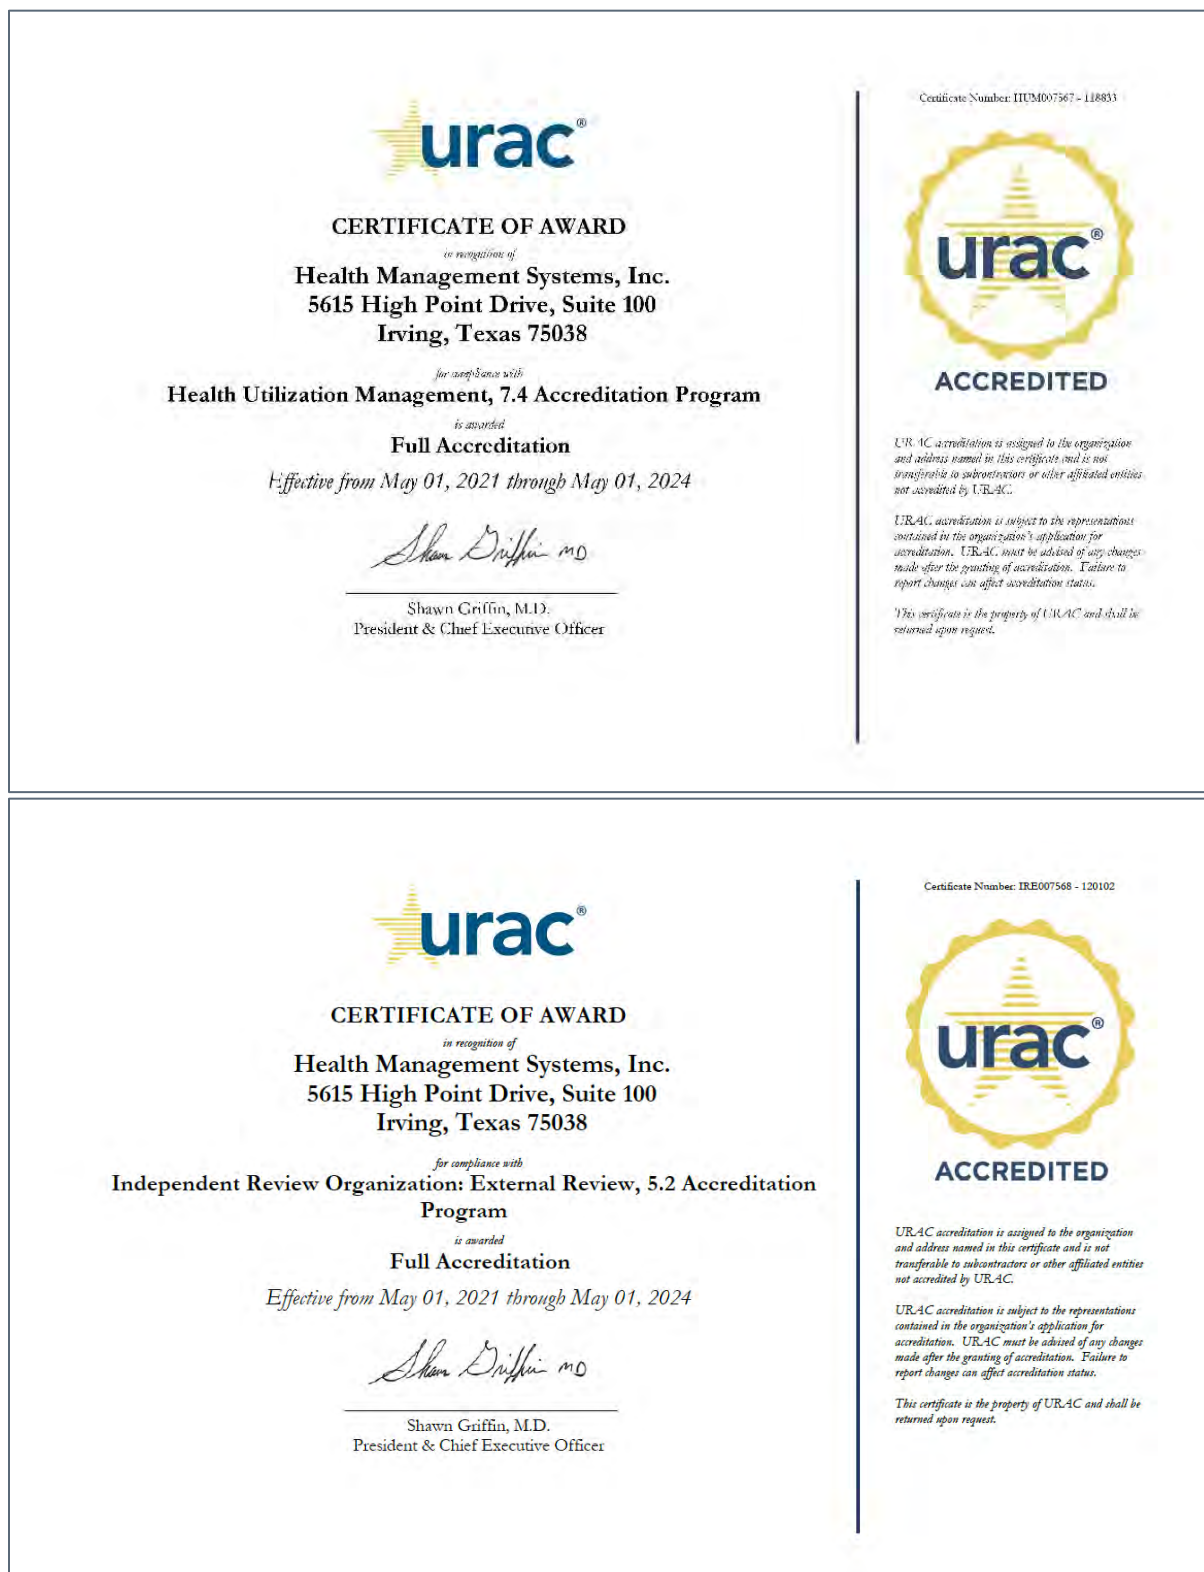 urac®
CERTIFICATE OF AWARD
in recognition of
Health Management Systems, Inc.
5615 High Point Drive, Suite 100
Irving, Texas 75038
for compliance with
Health Utilization Management, 7.4 Accreditation Program
is awarded
Full Accreditation
Effective from May 01, 2021 through May 01, 2024
Shawn Griffin MD
Shawn Griffin, M.D.
President & Chief Executive Officer
Certificate Number: HUM007567 - 118833
urac®
ACCREDITED
URAC accreditation is assigned to the organization
and address named in this certificate and is not
transferable to subcontractors or other affiliated entities
not accredited by URAC.
URAC accreditation is subject to the representations
contained in the organization's application for
accreditation. URAC must be advised of any changes
made after the granting of accreditation. Failure to
report changes can affect accreditation status.
This certificate is the property of URAC and shall be
returned upon request.
urac®
CERTIFICATE OF AWARD
in recognition of
Health Management Systems, Inc.
5615 High Point Drive, Suite 100
Irving, Texas 75038
for compliance with
Independent Review Organization: External Review, 5.2 Accreditation
Program
is awarded
Full Accreditation
Effective from May 01, 2021 through May 01, 2024
Shawn Griffin MD
Shawn Griffin, M.D.
President & Chief Executive Officer
Certificate Number: IRE007568 - 120102
urac®
ACCREDITED
URAC accreditation is assigned to the organization
and address named in this certificate and is not
transferable to subcontractors or other affiliated entities
not accredited by URAC.
URAC accreditation is subject to the representations
contained in the organization's application for
accreditation. URAC must be advised of any changes
made after the granting of accreditation. Failure to
report changes can affect accreditation status.
This certificate is the property of URAC and shall be
returned upon request.